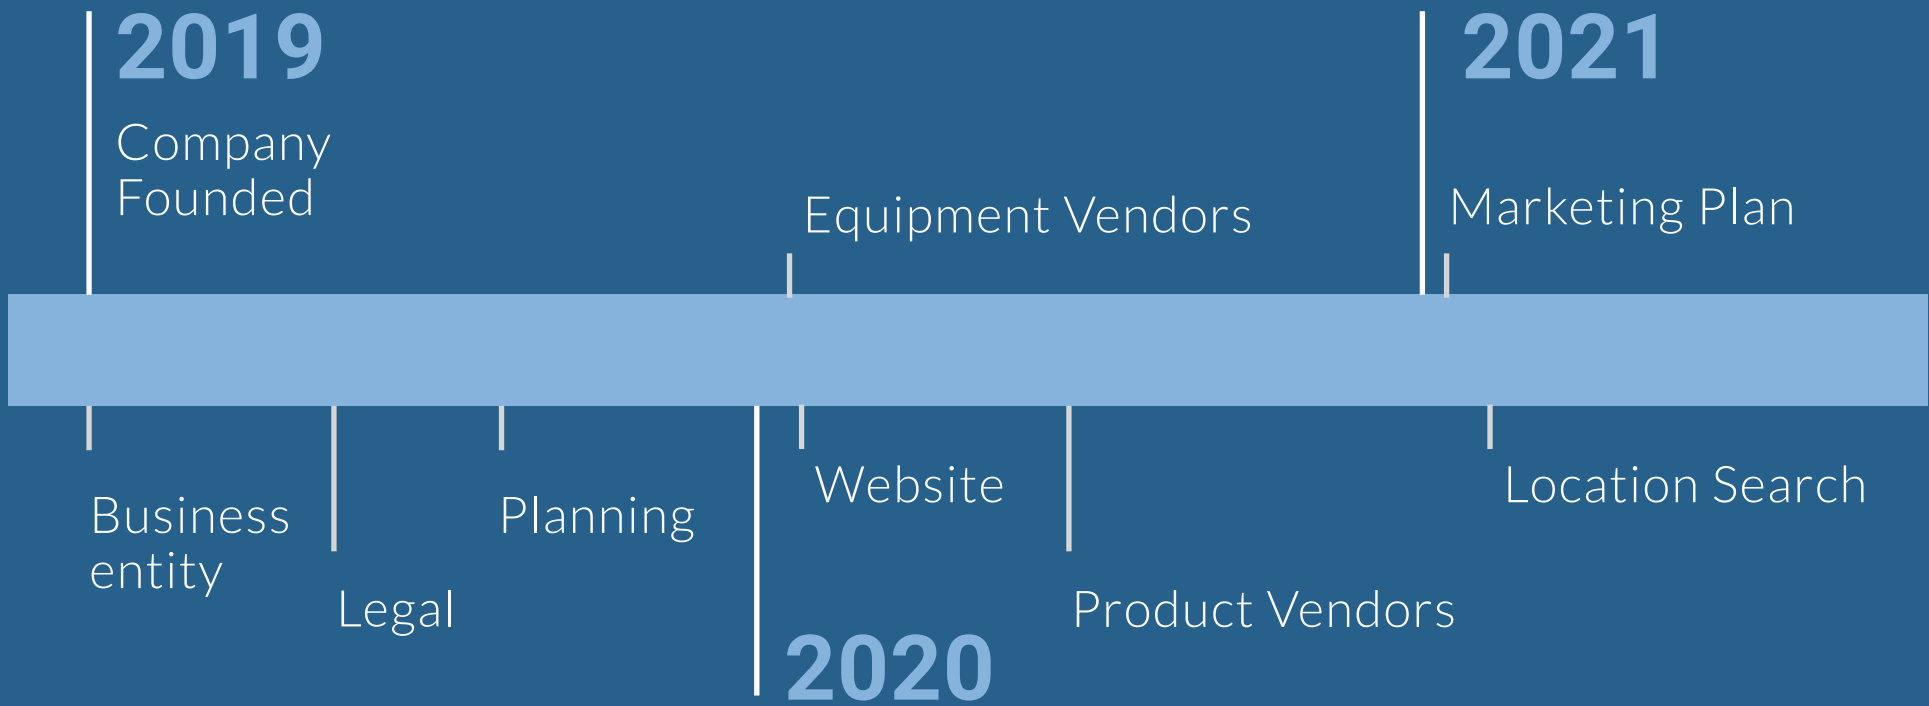 2019
Company
Founded
Equipment Vendors
2021
Marketing Plan
Business
entity
Legal
Planning
2020
Website
Product Vendors
Location Search